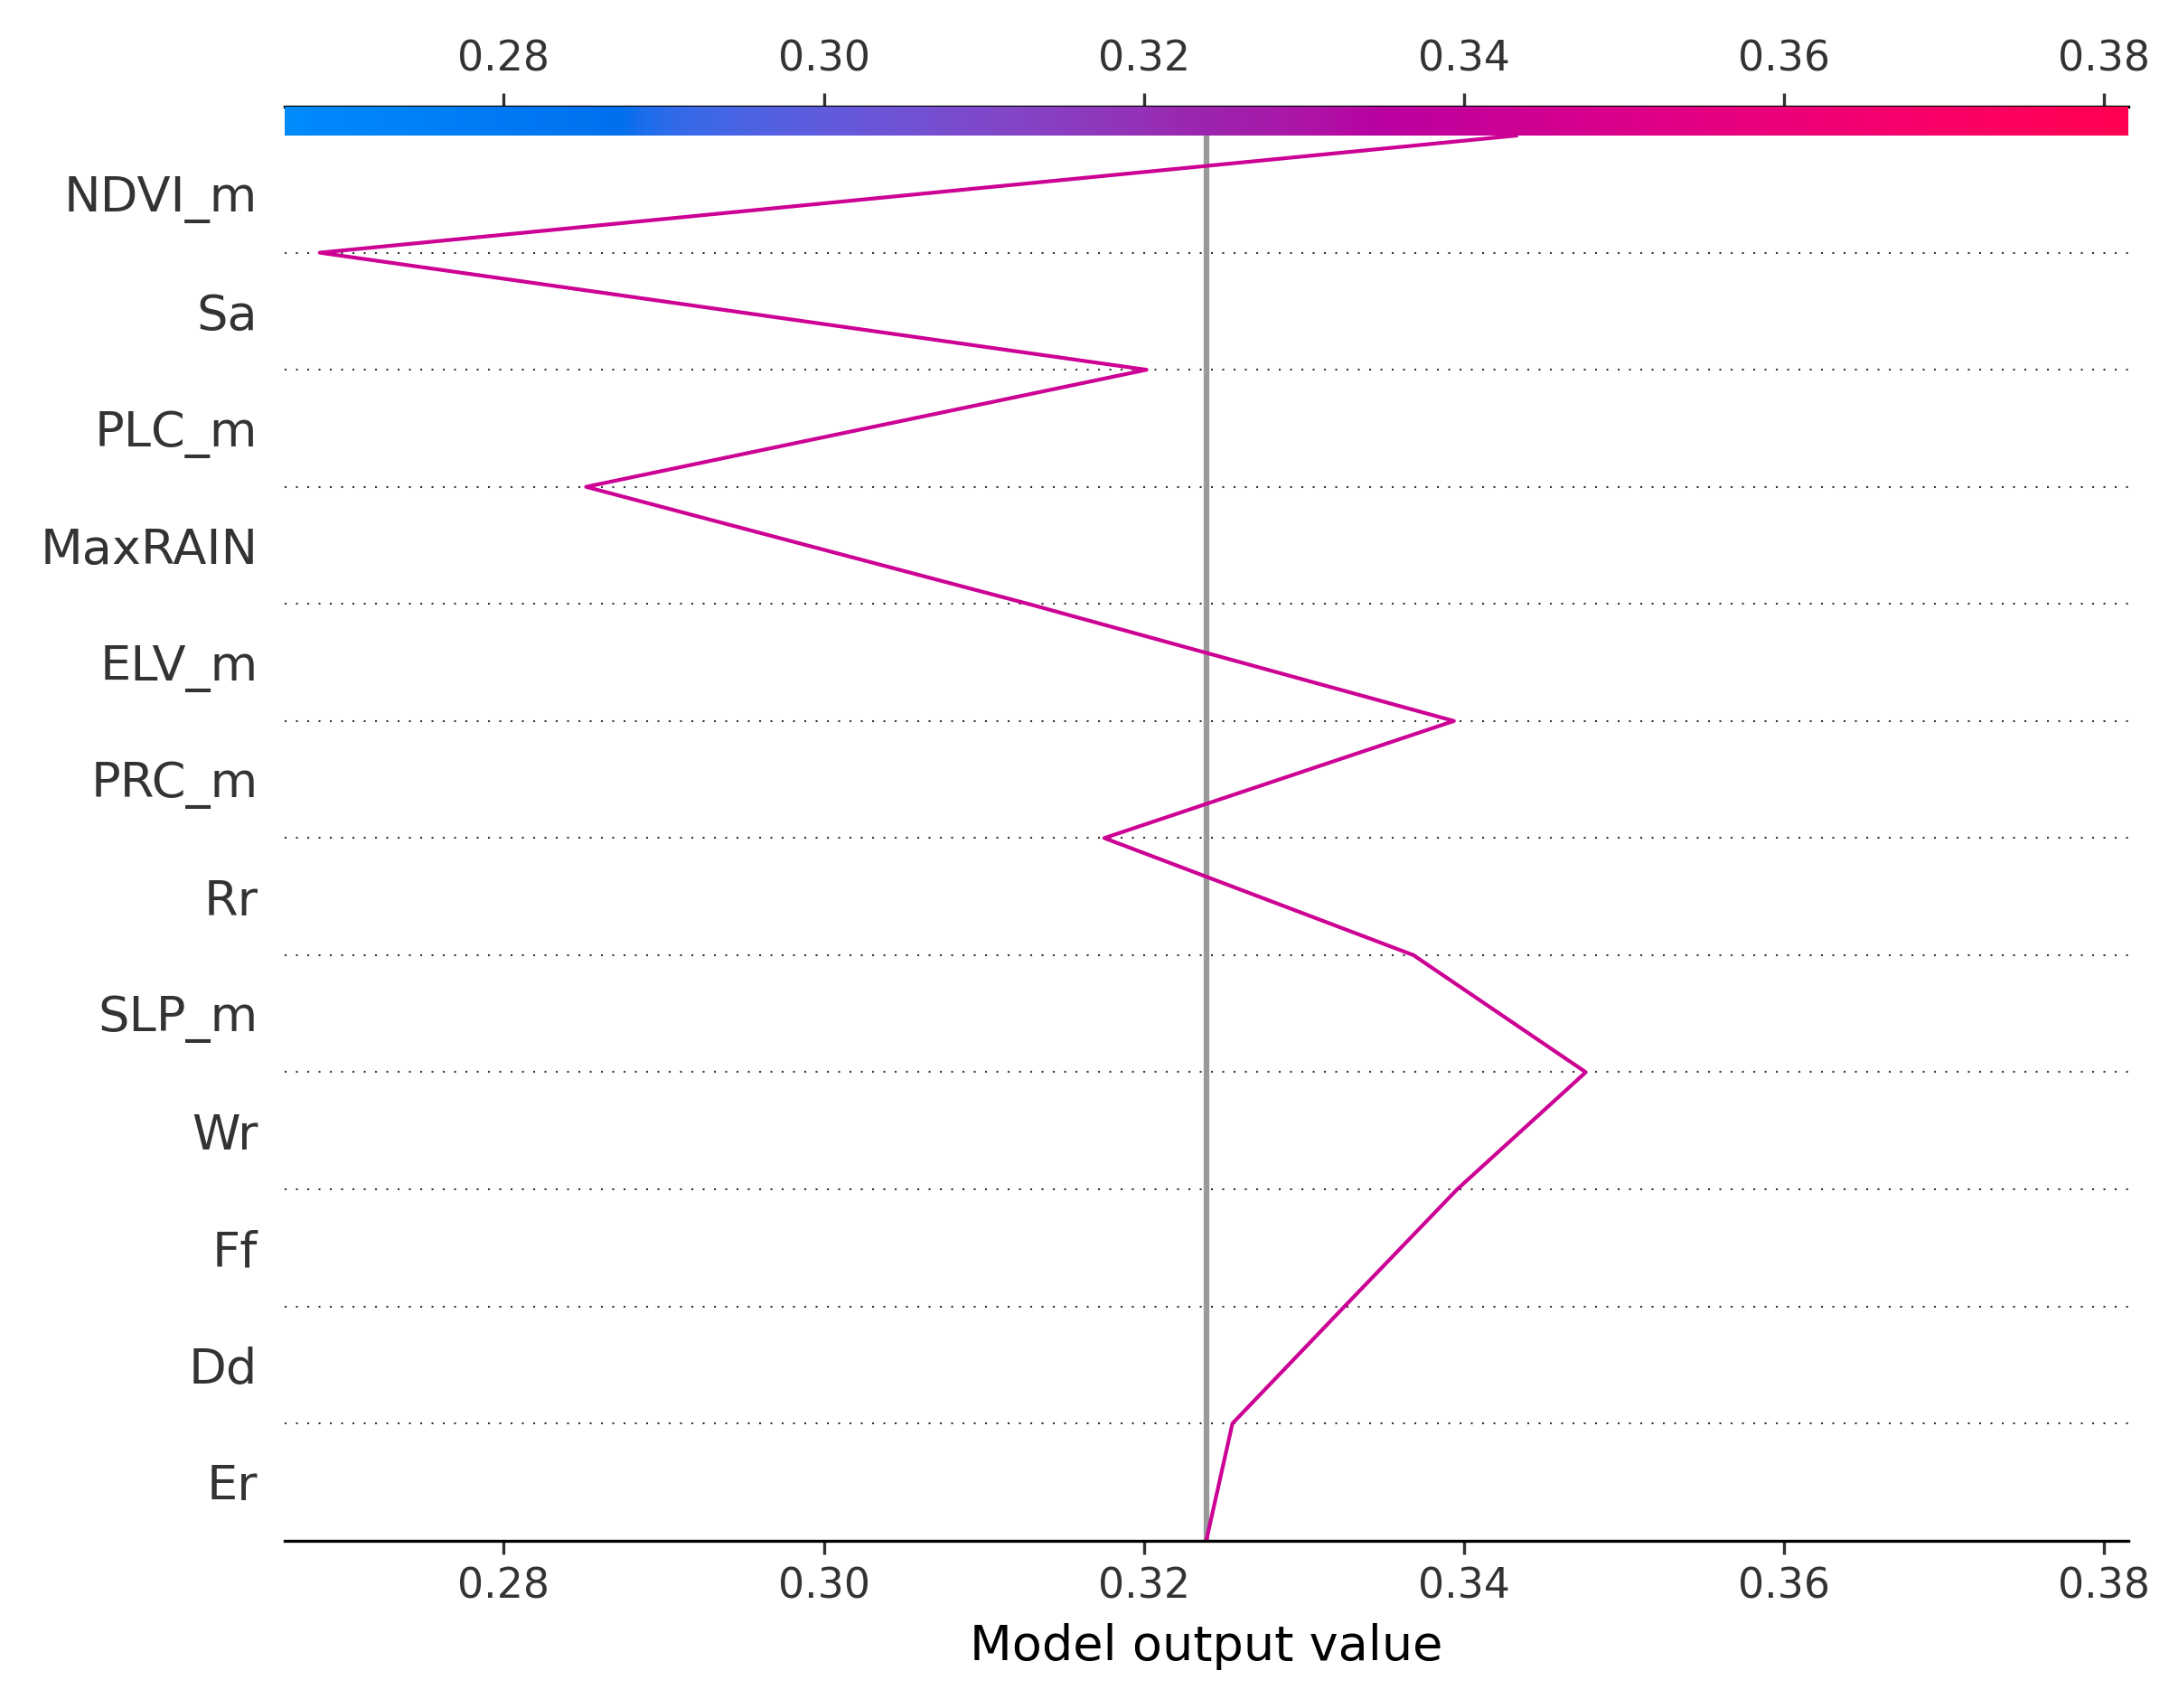 0.28 0.30 0.32 0.34 0.36 0.38
NDVI_m
Sa
PLC_m
MaxRAIN
ELV_m
PRC_m
Rr
SLP_m
Wr
Ff
Dd
Er
0.28 0.30 0.32 0.34 0.36 0.38
Model output value